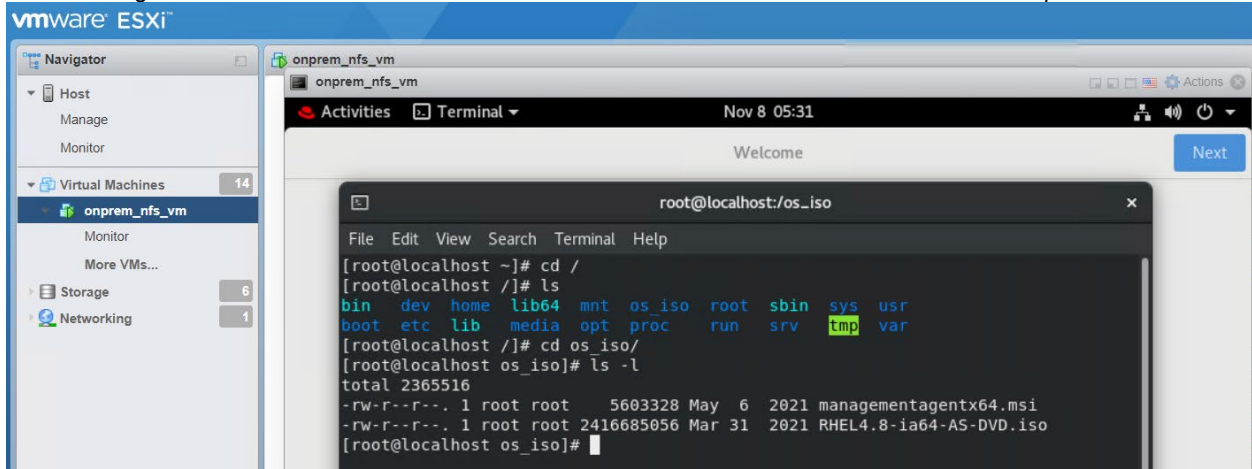 vmware ESXi™
Navigator
Host
Manage
Monitor
Virtual Machines 14
onprem_nfs_vm
Monitor
More VMs...
Storage 6
Networking 1
onprem_nfs_vm
onprem_nfs_vm Actions
Activities Terminal Nov 8 05:31
Welcome Next
root@localhost:/os_iso
File Edit View Search Terminal Help
[root@localhost ~]# cd /
[root@localhost /]# ls
bin dev home lib64 mnt os_iso root sbin sys usr
boot etc lib media opt proc run srv tmp var
[root@localhost /]# cd os_iso/
[root@localhost os_iso]# ls -l
total 2365516
-rw-r--r--. 1 root root 5603328 May 6 2021 managementagentx64.msi
-rw-r--r--. 1 root root 2416685056 Mar 31 2021 RHEL4.8-ia64-AS-DVD.iso
[root@localhost os_iso]#